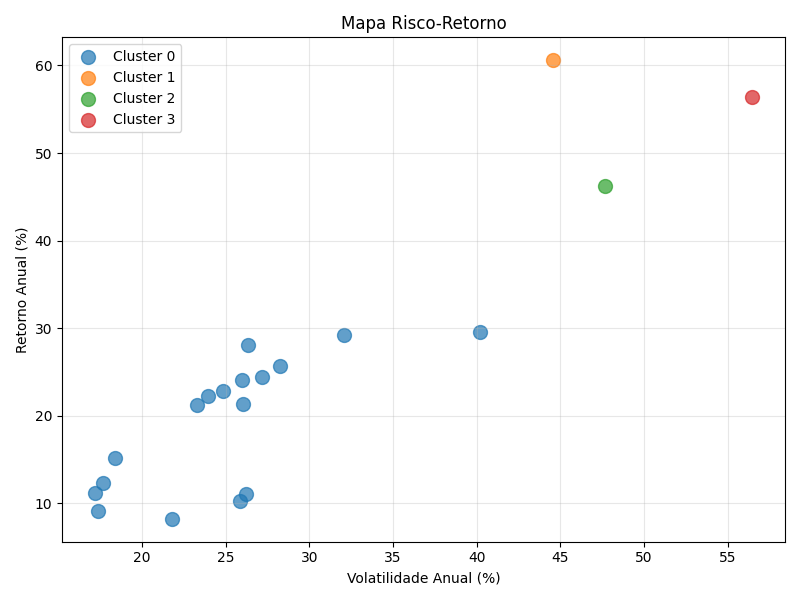 Mapa Risco-Retorno
Cluster 0
Cluster 1
Cluster 2
Cluster 3
Retorno Anual (%)
60
50
40
30
20
10
20 25 30 35 40 45 50 55
Volatilidade Anual (%)